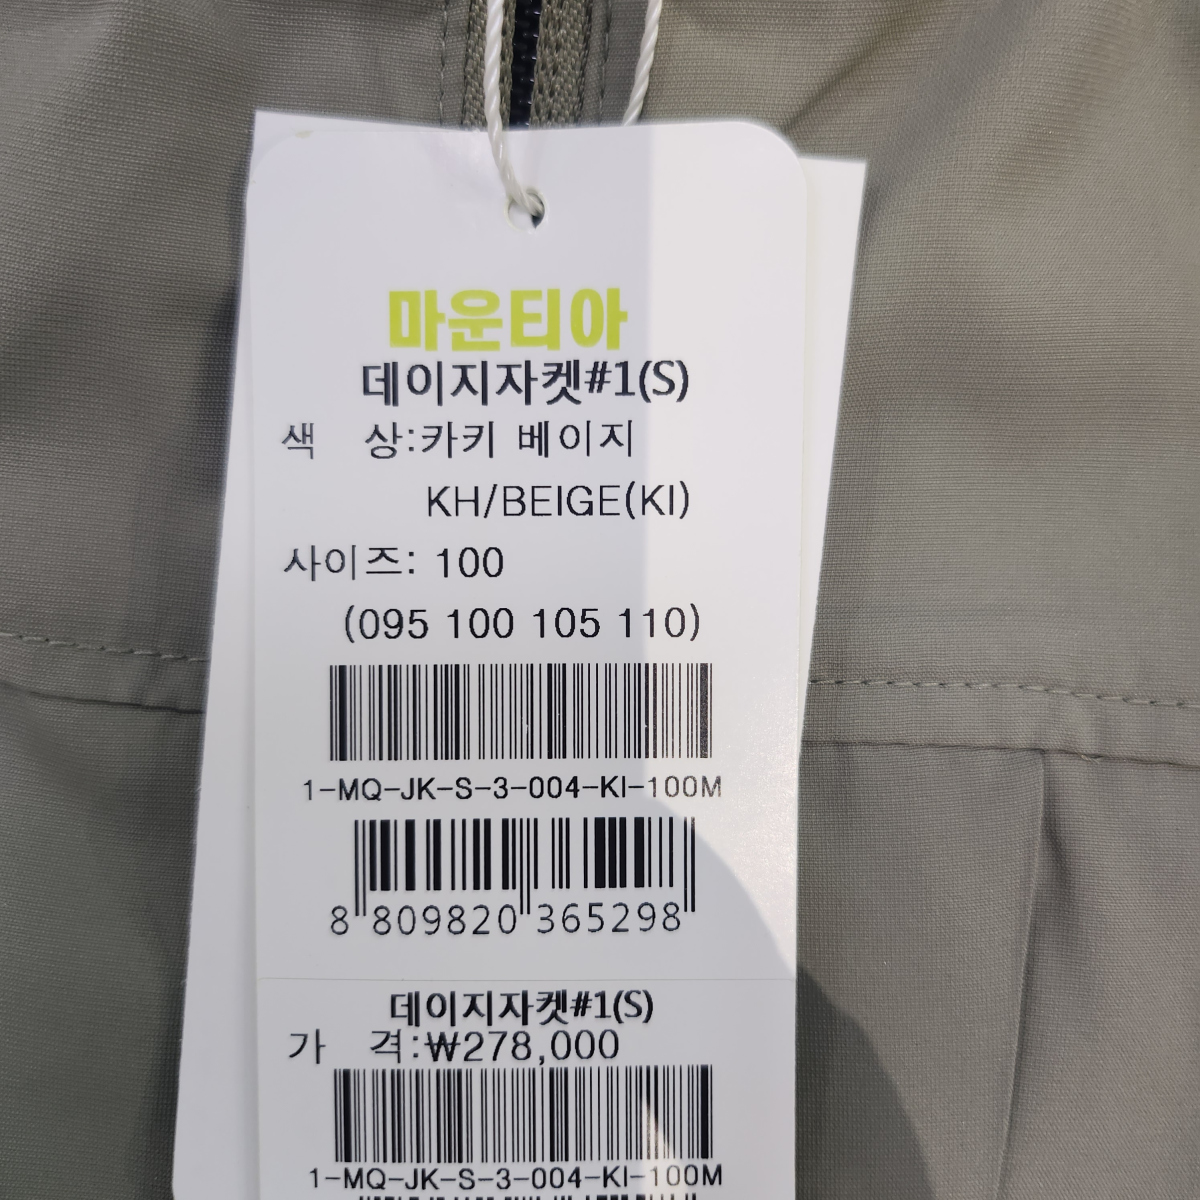 마운티아
데이지자켓#1(S)
색 상:카키 베이지
KH/BEIGE(KI)
사이즈: 100
(095 100 105 110)
1-MQ-JK-S-3-004-KI-100M
8 809820 365298
데이지자켓#1(S)
가 격:₩278,000
1-MQ-JK-S-3-004-KI-100M